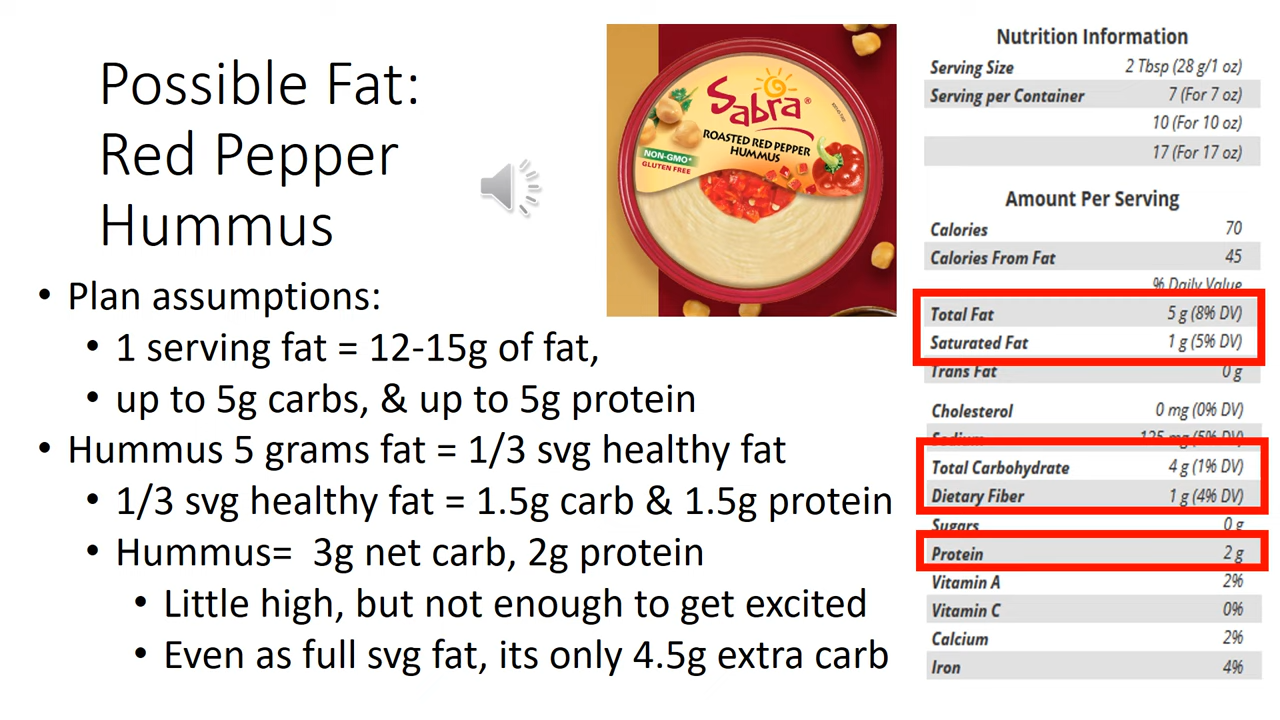 Possible Fat:
Red Pepper
Hummus
• Plan assumptions:
• 1 serving fat = 12-15g of fat,
• up to 5g carbs, & up to 5g protein
• Hummus 5 grams fat = 1/3 svg healthy fat
• 1/3 svg healthy fat = 1.5g carb & 1.5g protein
• Hummus= 3g net carb, 2g protein
• Little high, but not enough to get excited
• Even as full svg fat, its only 4.5g extra carb
Sabra®
ROASTED RED PEPPER
HUMMUS
NON-GMO*
GLUTEN FREE
Nutrition Information
Serving Size 2 Tbsp (28 g/1 oz)
Serving per Container 7 (For 7 oz)
10 (For 10 oz)
17 (For 17 oz)
Amount Per Serving
Calories 70
Calories From Fat 45
% Daily Value
Total Fat 5 g (8% DV)
Saturated Fat 1 g (5% DV)
Trans Fat 0 g
Cholesterol 0 mg (0% DV)
Sodium 125 mg (5% DV)
Total Carbohydrate 4 g (1% DV)
Dietary Fiber 1 g (4% DV)
Sugars 0 g
Protein 2 g
Vitamin A 2%
Vitamin C 0%
Calcium 2%
Iron 4%